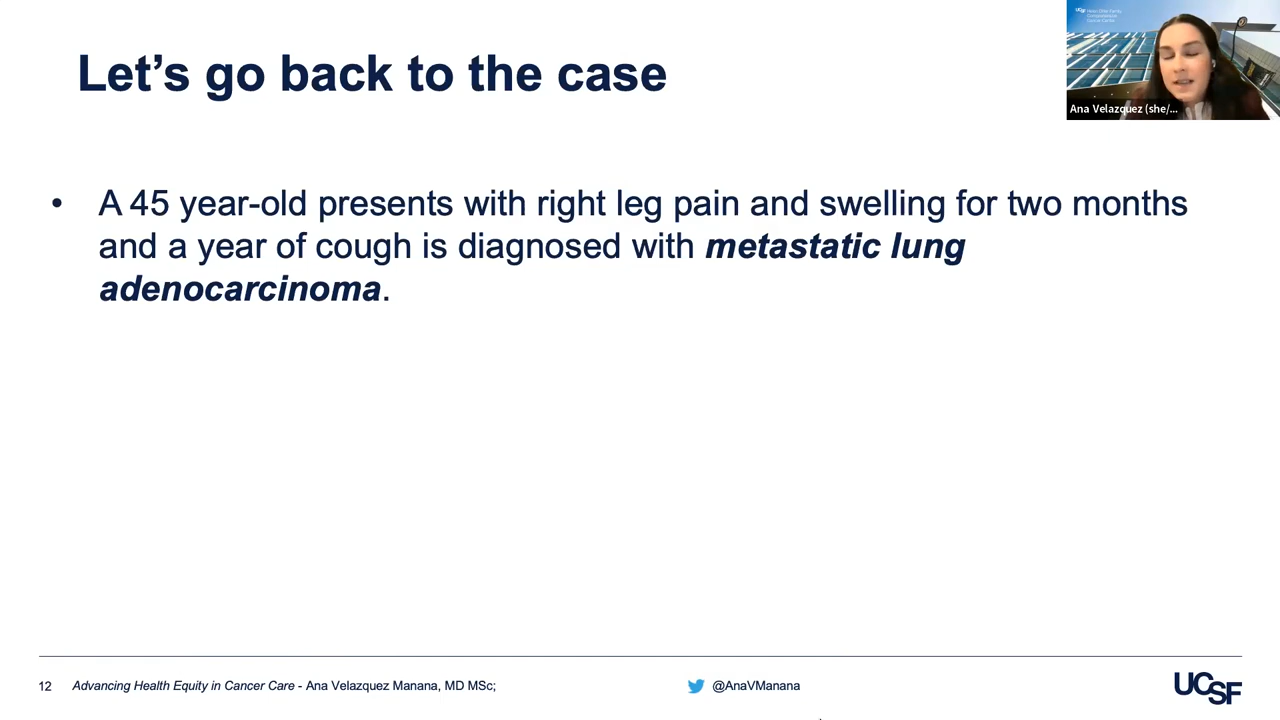 Let's go back to the case
UCSF
Ana Velazquez (she/...
• A 45 year-old presents with right leg pain and swelling for two months
and a year of cough is diagnosed with metastatic lung
adenocarcinoma.
12 Advancing Health Equity in Cancer Care - Ana Velazquez Manana, MD MSc;
@AnaVManana
UCSF